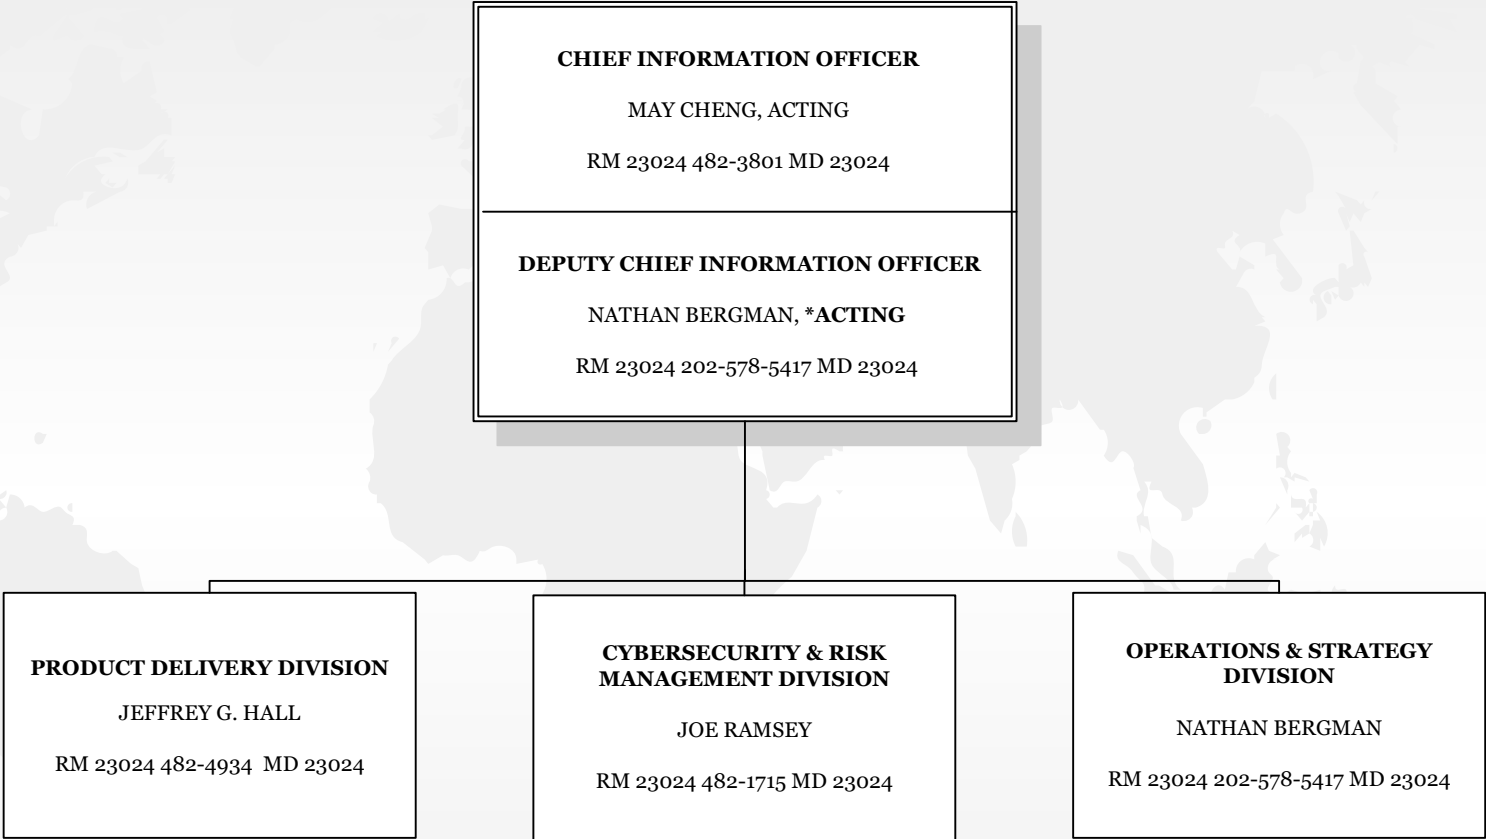 CHIEF INFORMATION OFFICER
MAY CHENG, ACTING
RM 23024 482-3801 MD 23024
DEPUTY CHIEF INFORMATION OFFICER
NATHAN BERGMAN, *ACTING
RM 23024 202-578-5417 MD 23024
PRODUCT DELIVERY DIVISION
JEFFREY G. HALL
RM 23024 482-4934 MD 23024
CYBERSECURITY & RISK
MANAGEMENT DIVISION
JOE RAMSEY
RM 23024 482-1715 MD 23024
OPERATIONS & STRATEGY
DIVISION
NATHAN BERGMAN
RM 23024 202-578-5417 MD 23024